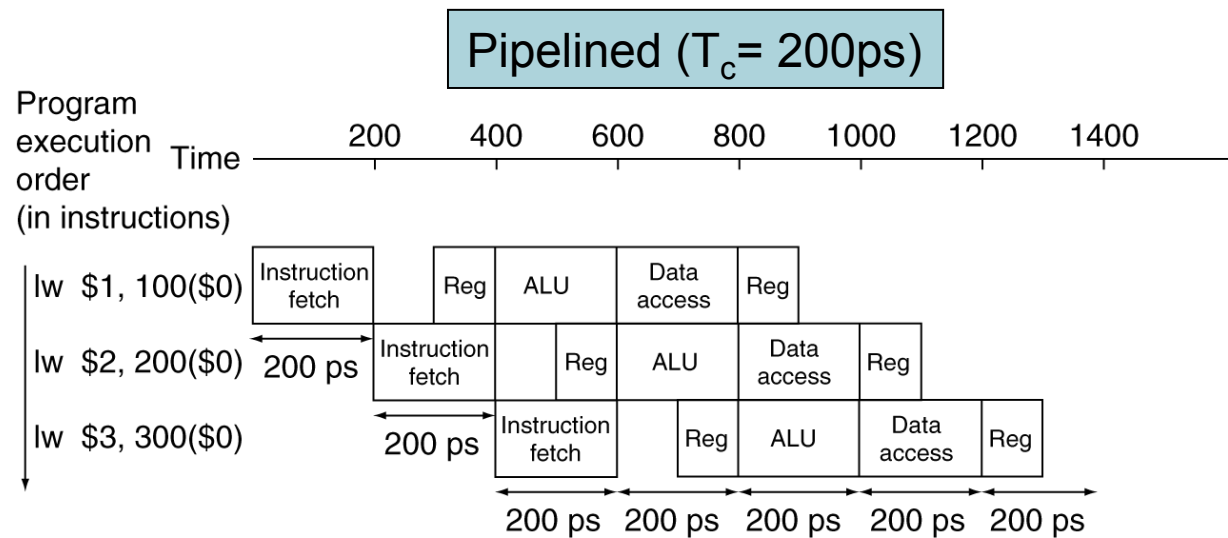 Pipelined (Tc= 200ps)
Program
execution
order
(in instructions)
Time
200 400 600 800 1000 1200 1400
lw $1, 100($0)
Instruction
fetch
Reg
ALU
Data
access
Reg
200 ps
lw $2, 200($0)
Instruction
fetch
Reg
ALU
Data
access
Reg
200 ps
lw $3, 300($0)
Instruction
fetch
Reg
ALU
Data
access
Reg
200 ps 200 ps 200 ps 200 ps 200 ps